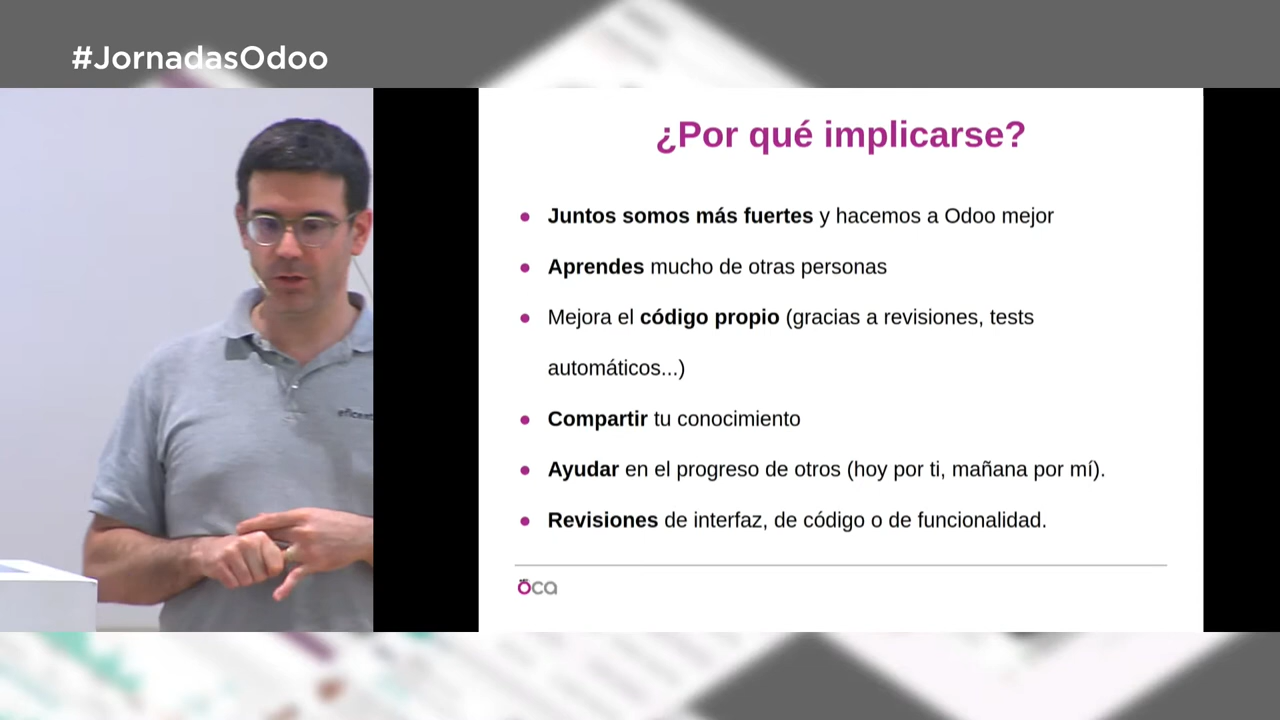 #JornadasOdoo
¿Por qué implicarse?
Juntos somos más fuertes y hacemos a Odoo mejor
Aprendes mucho de otras personas
Mejora el código propio (gracias a revisiones, tests
automáticos...)
Compartir tu conocimiento
Ayudar en el progreso de otros (hoy por ti, mañana por mí).
Revisiones de interfaz, de código o de funcionalidad.
oca